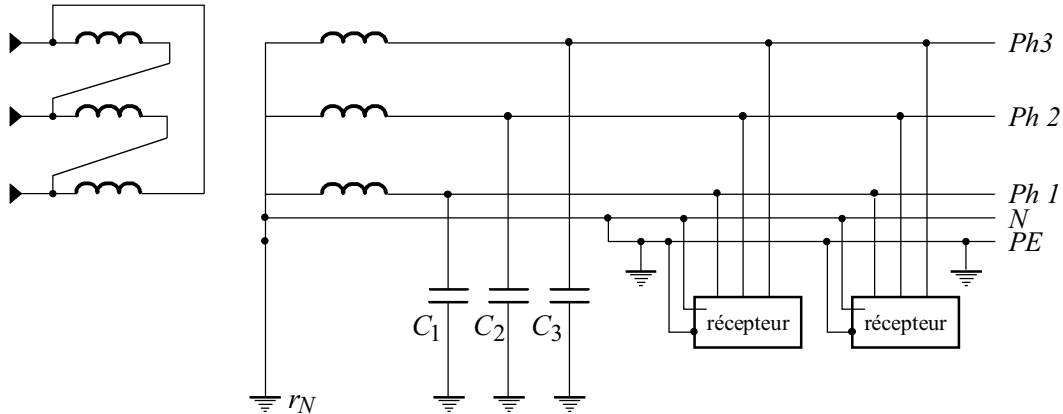 Ph3
Ph 2
Ph 1
N
PE
C1 C2 C3
récepteur récepteur
rN